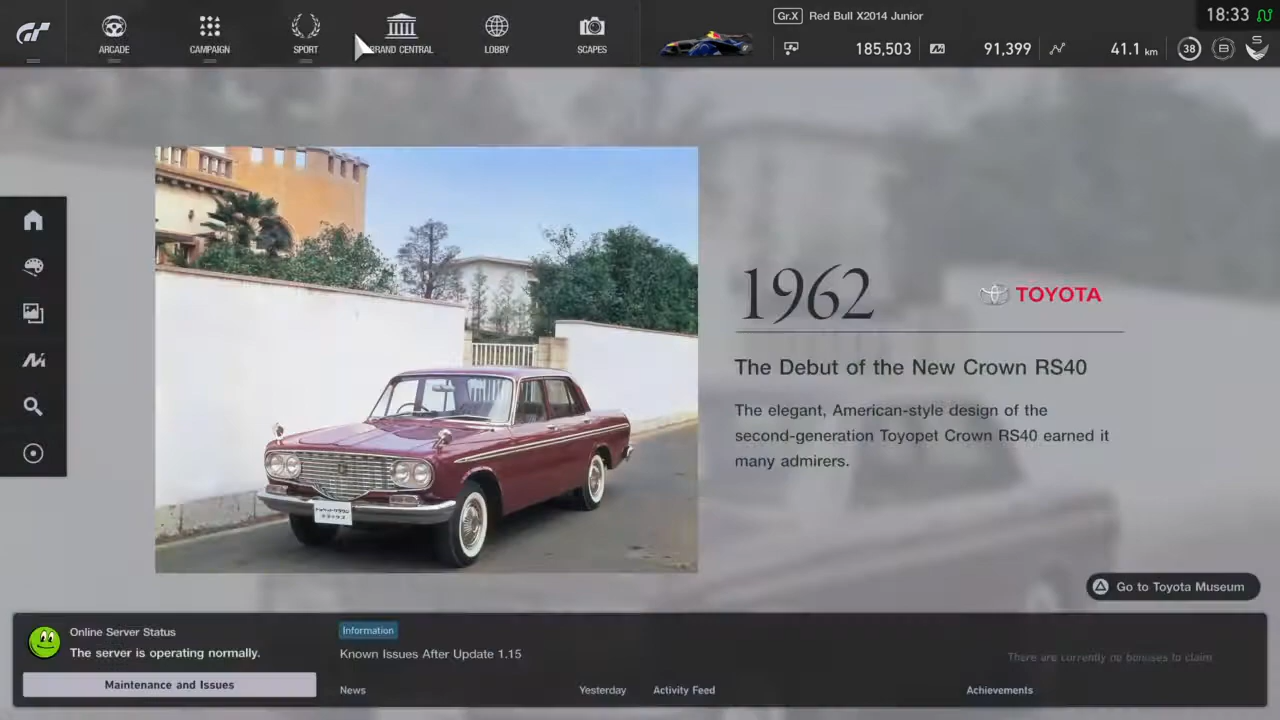 Gr.X Red Bull X2014 Junior
18:33
ARCADE
CAMPAIGN
SPORT
BRAND CENTRAL
LOBBY
SCAPES
185,503
91,399
41.1 km
38
B
S
1962
TOYOTA
The Debut of the New Crown RS40
The elegant, American-style design of the
second-generation Toyopet Crown RS40 earned it
many admirers.
Go to Toyota Museum
Online Server Status
The server is operating normally.
Maintenance and Issues
Information
Known Issues After Update 1.15
There are currently no bonuses to claim
News
Yesterday
Activity Feed
Achievements